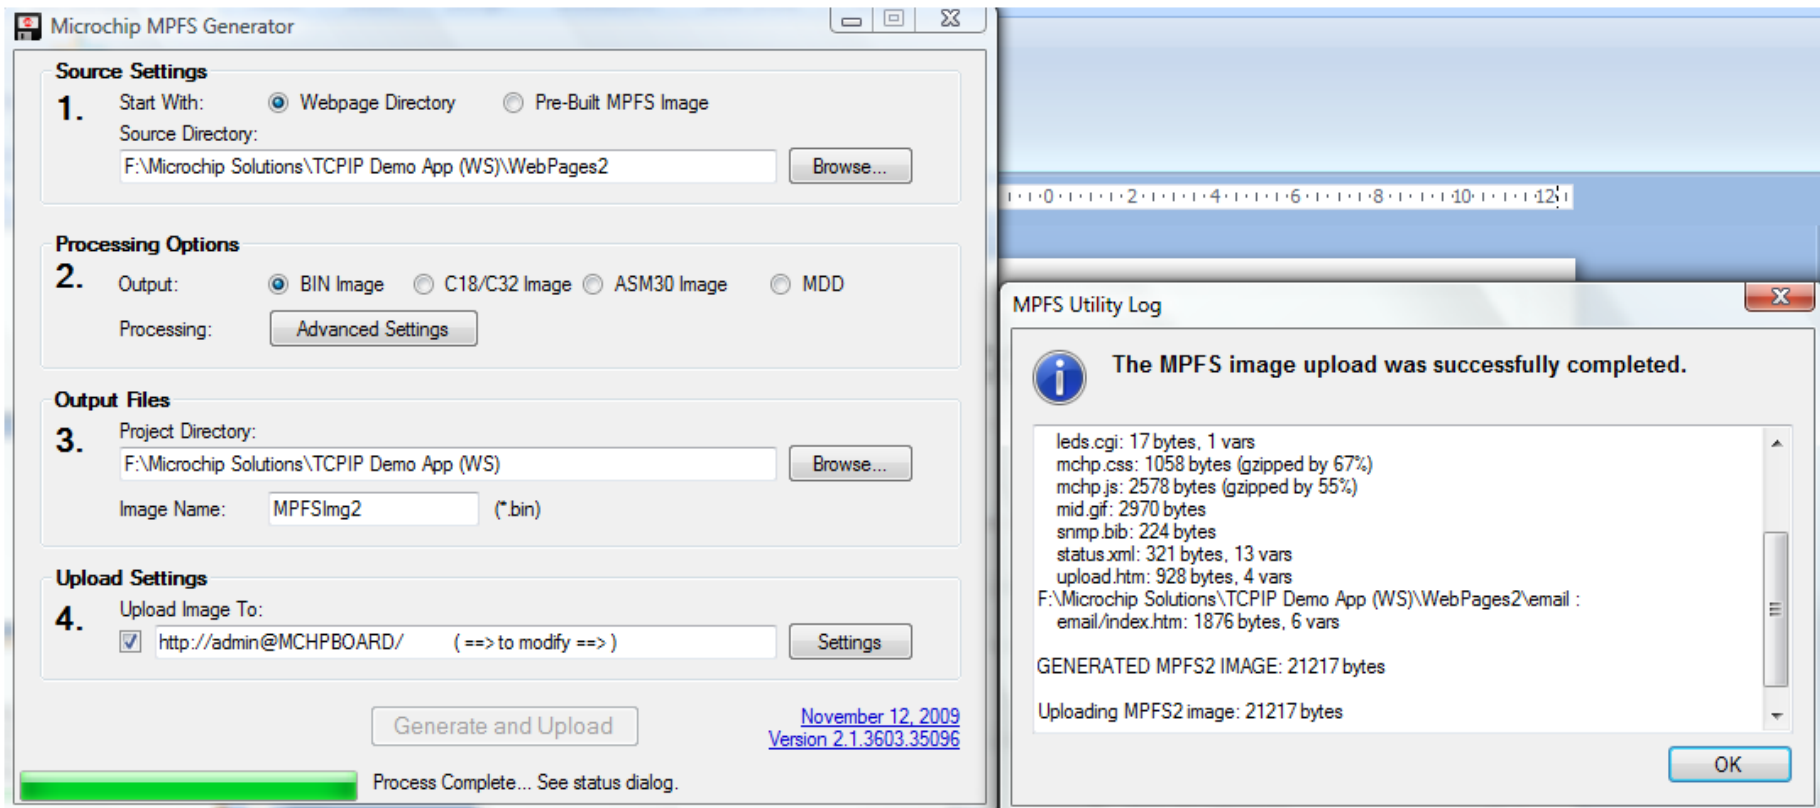 Microchip MPFS Generator
Source Settings
1.
Start With: Webpage Directory Pre-Built MPFS Image
Source Directory:
F:\Microchip Solutions\TCPIP Demo App (WS)\WebPages2 Browse...
Processing Options
2.
Output: BIN Image C18/C32 Image ASM30 Image MDD
Processing: Advanced Settings
Output Files
3.
Project Directory:
F:\Microchip Solutions\TCPIP Demo App (WS) Browse...
Image Name: MPFSImg2 (*.bin)
Upload Settings
4.
Upload Image To:
http://admin@MCHPBOARD/ ( ==> to modify ==> ) Settings
Generate and Upload
November 12, 2009
Version 2.1.3603.35096
Process Complete... See status dialog.
0 2 4 6 8 10 12
MPFS Utility Log
The MPFS image upload was successfully completed.
leds.cgi: 17 bytes, 1 vars
mchp.css: 1058 bytes (gzipped by 67%)
mchp.js: 2578 bytes (gzipped by 55%)
mid.gif: 2970 bytes
snmp.bib: 224 bytes
status.xml: 321 bytes, 13 vars
upload.htm: 928 bytes, 4 vars
F:\Microchip Solutions\TCPIP Demo App (WS)\WebPages2\email :
email/index.htm: 1876 bytes, 6 vars
GENERATED MPFS2 IMAGE: 21217 bytes
Uploading MPFS2 image: 21217 bytes
OK